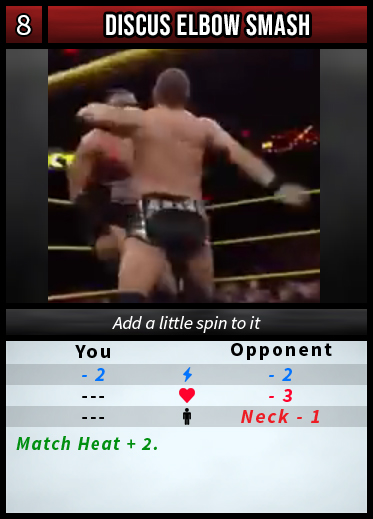 8 DISCUS ELBOW SMASH
Add a little spin to it
You Opponent
- 2 - 2
--- - 3
--- Neck - 1
Match Heat + 2.